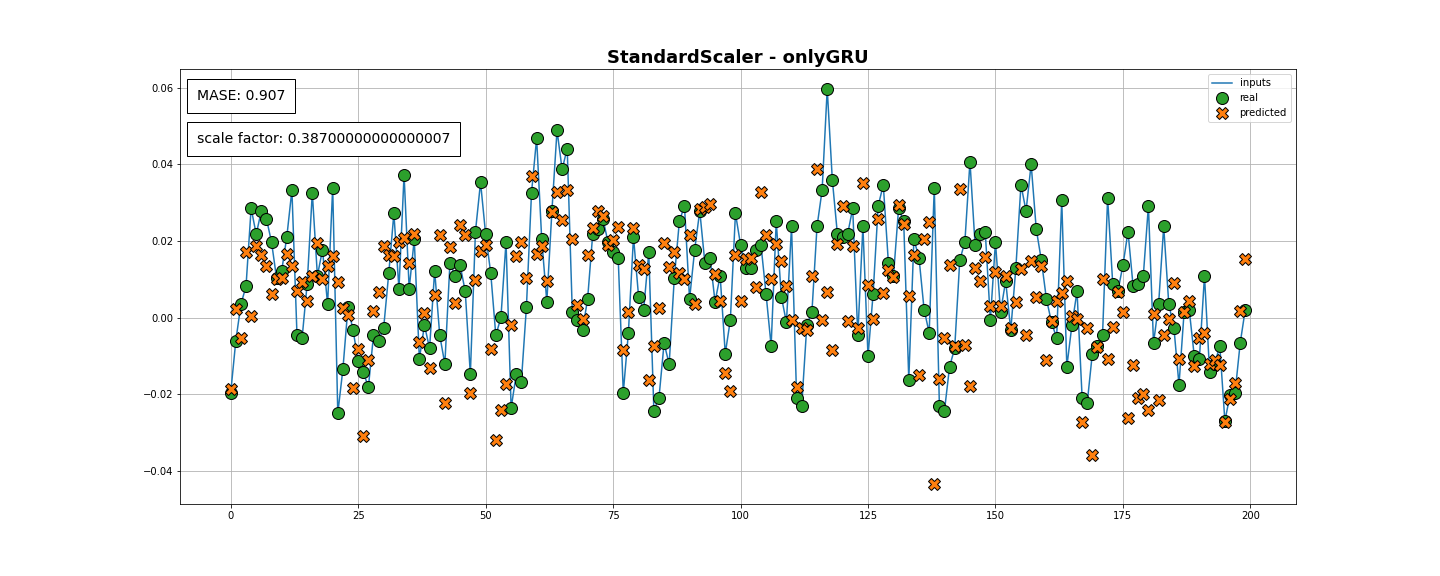 StandardScaler - onlyGRU
MASE: 0.907
scale factor: 0.38700000000000007
inputs
real
predicted
0.06
0.04
0.02
0.00
−0.02
−0.04
0 25 50 75 100 125 150 175 200